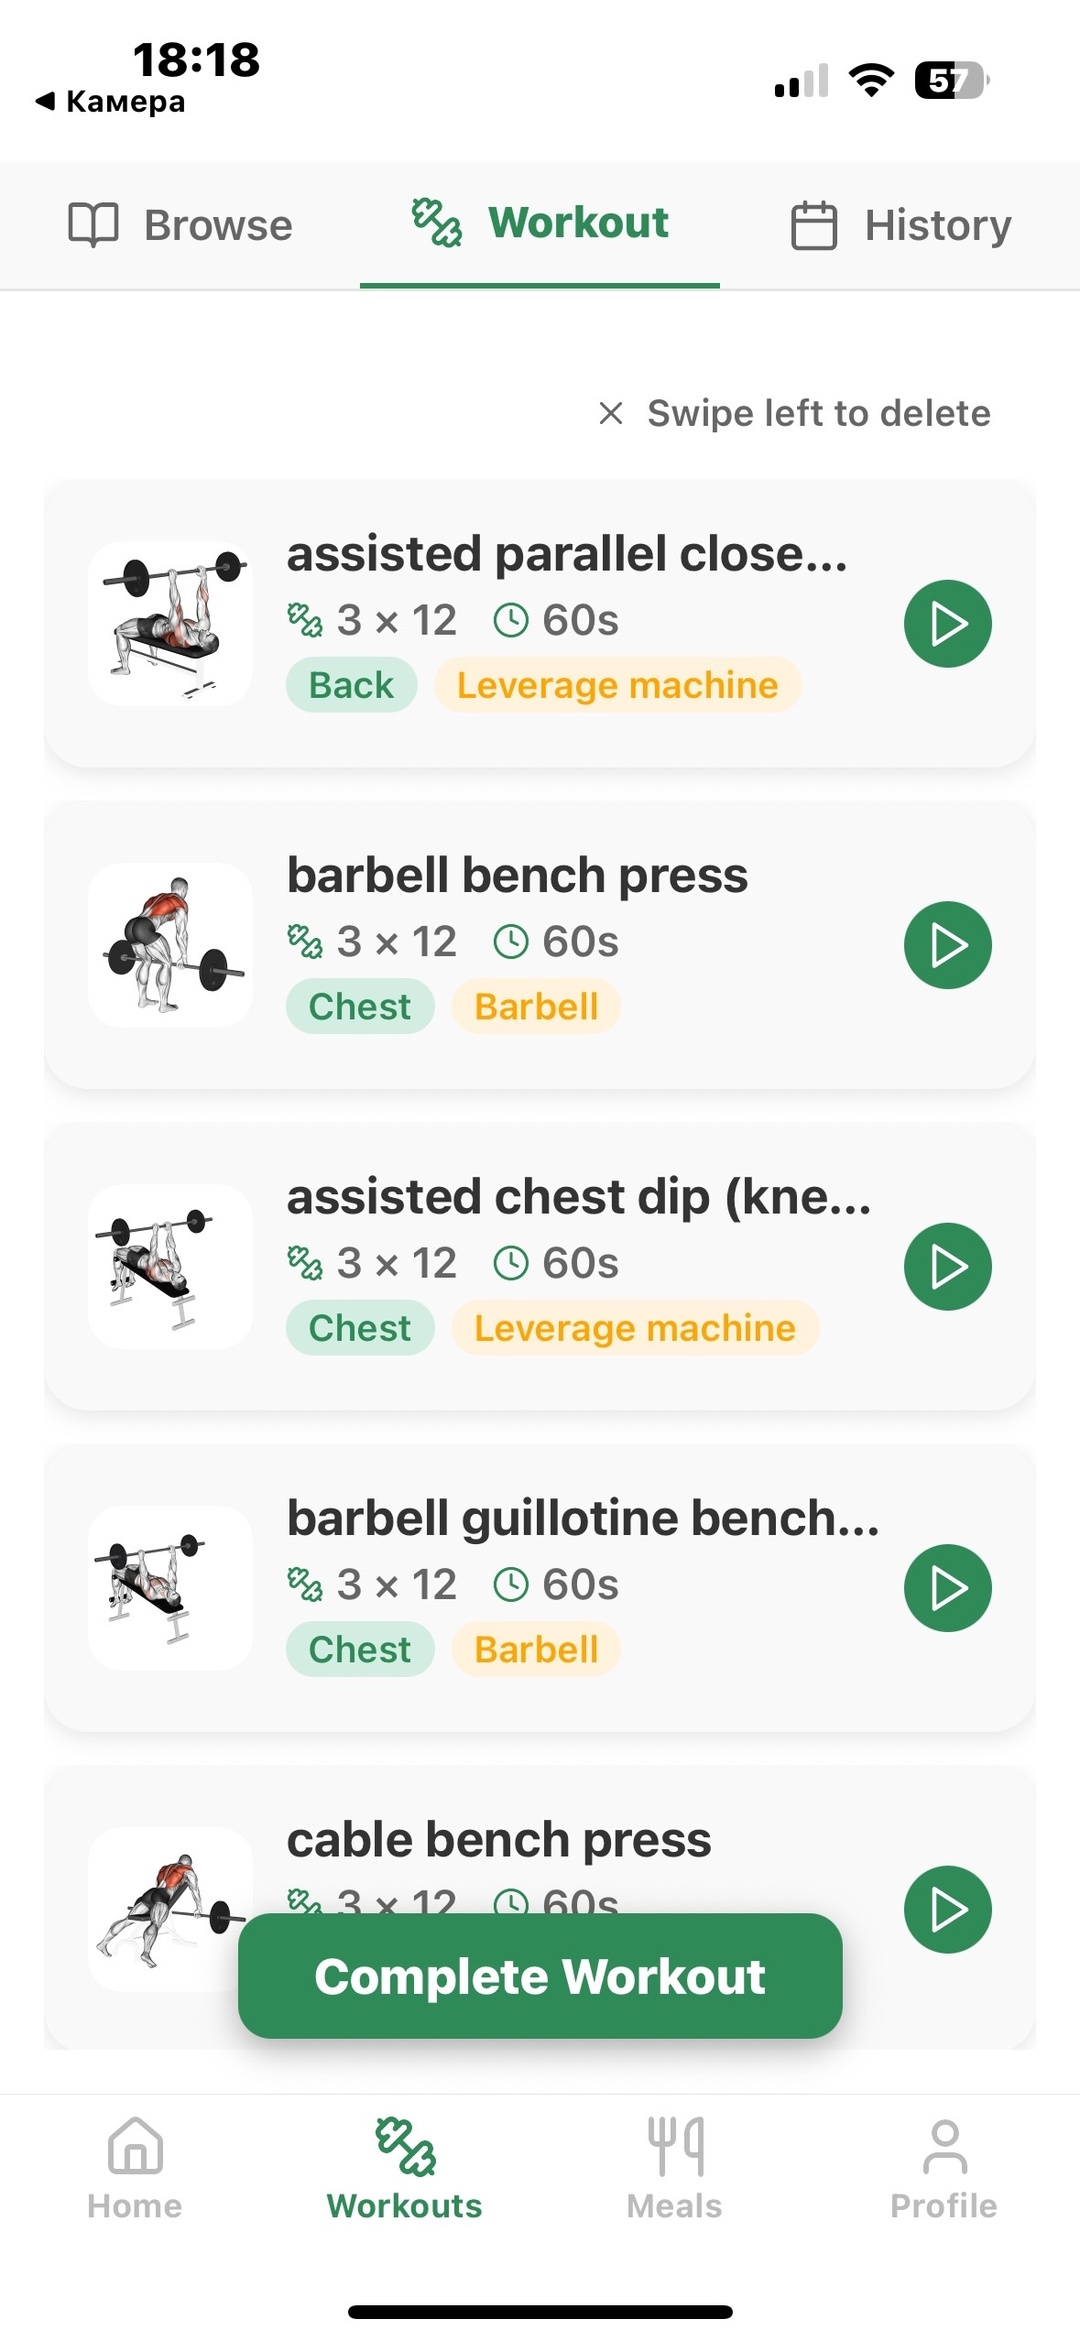 18:18
57
◀ Камера
Browse
Workout
History
× Swipe left to delete
assisted parallel close...
3 × 12 60s
Back Leverage machine
barbell bench press
3 × 12 60s
Chest Barbell
assisted chest dip (kne...
3 × 12 60s
Chest Leverage machine
barbell guillotine bench...
3 × 12 60s
Chest Barbell
cable bench press
3 × 12 60s
Complete Workout
Home
Workouts
Meals
Profile